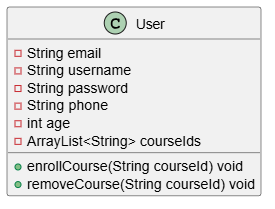 C User
String email
String username
String password
String phone
int age
ArrayList<String> courseIds
enrollCourse(String courseId) void
removeCourse(String courseId) void